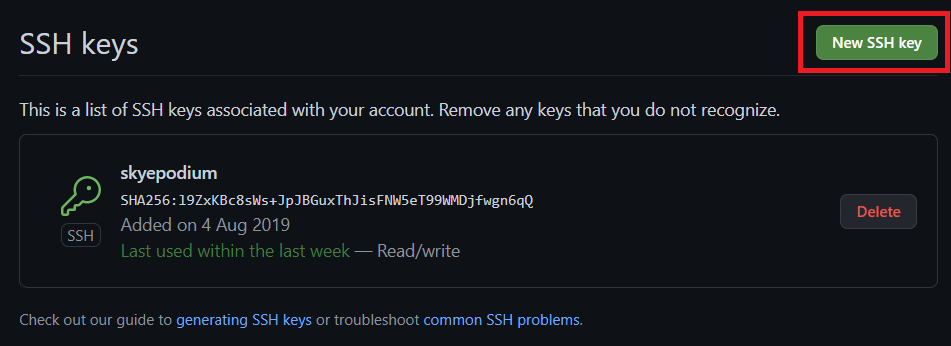 SSH keys
New SSH key
This is a list of SSH keys associated with your account. Remove any keys that you do not recognize.
skyepodium
SHA256:l9ZxKBc8sWs+JpJBGuxThJisFNW5eT99WMDjfwgn6qQ
Added on 4 Aug 2019
SSH
Delete
Last used within the last week — Read/write
Check out our guide to generating SSH keys or troubleshoot common SSH problems.